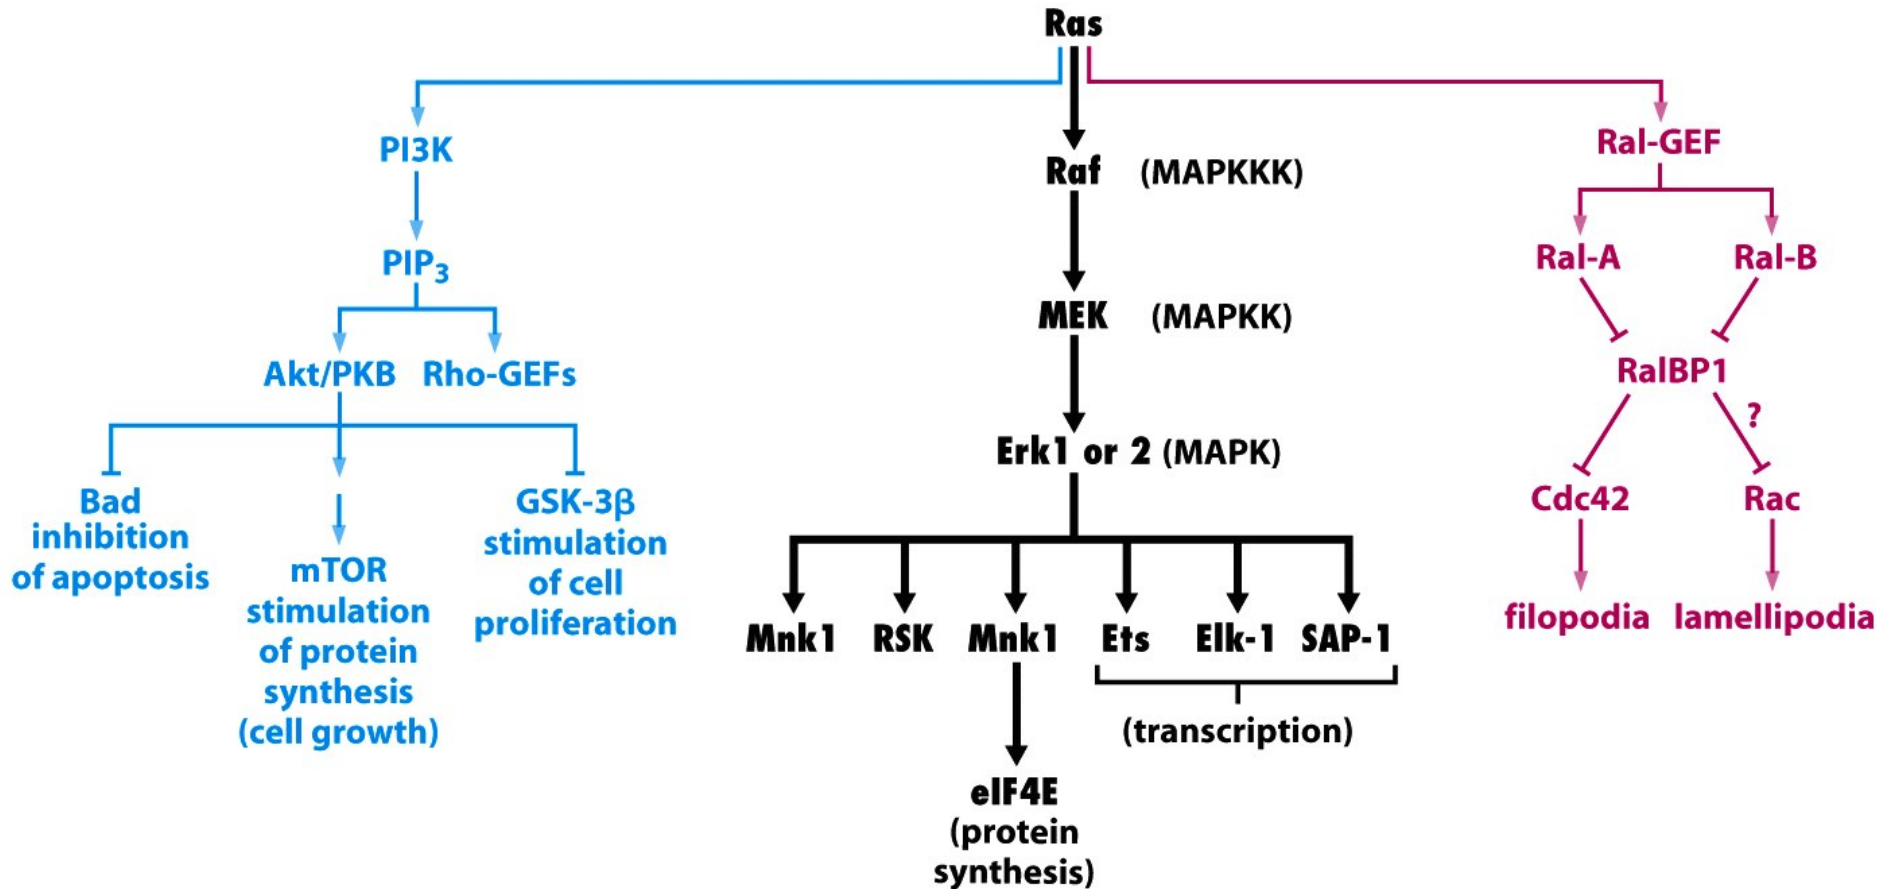 Ras
PI3K
Raf (MAPKKK)
Ral-GEF
PIP3
Ral-A Ral-B
MEK (MAPKK)
Akt/PKB Rho-GEFs
RalBP1
?
Erk1 or 2 (MAPK)
Bad
inhibition
of apoptosis
mTOR
stimulation
of protein
synthesis
(cell growth)
GSK-3β
stimulation
of cell
proliferation
Cdc42 Rac
filopodia lamellipodia
Mnk1 RSK Mnk1 Ets Elk-1 SAP-1
(transcription)
eIF4E
(protein
synthesis)